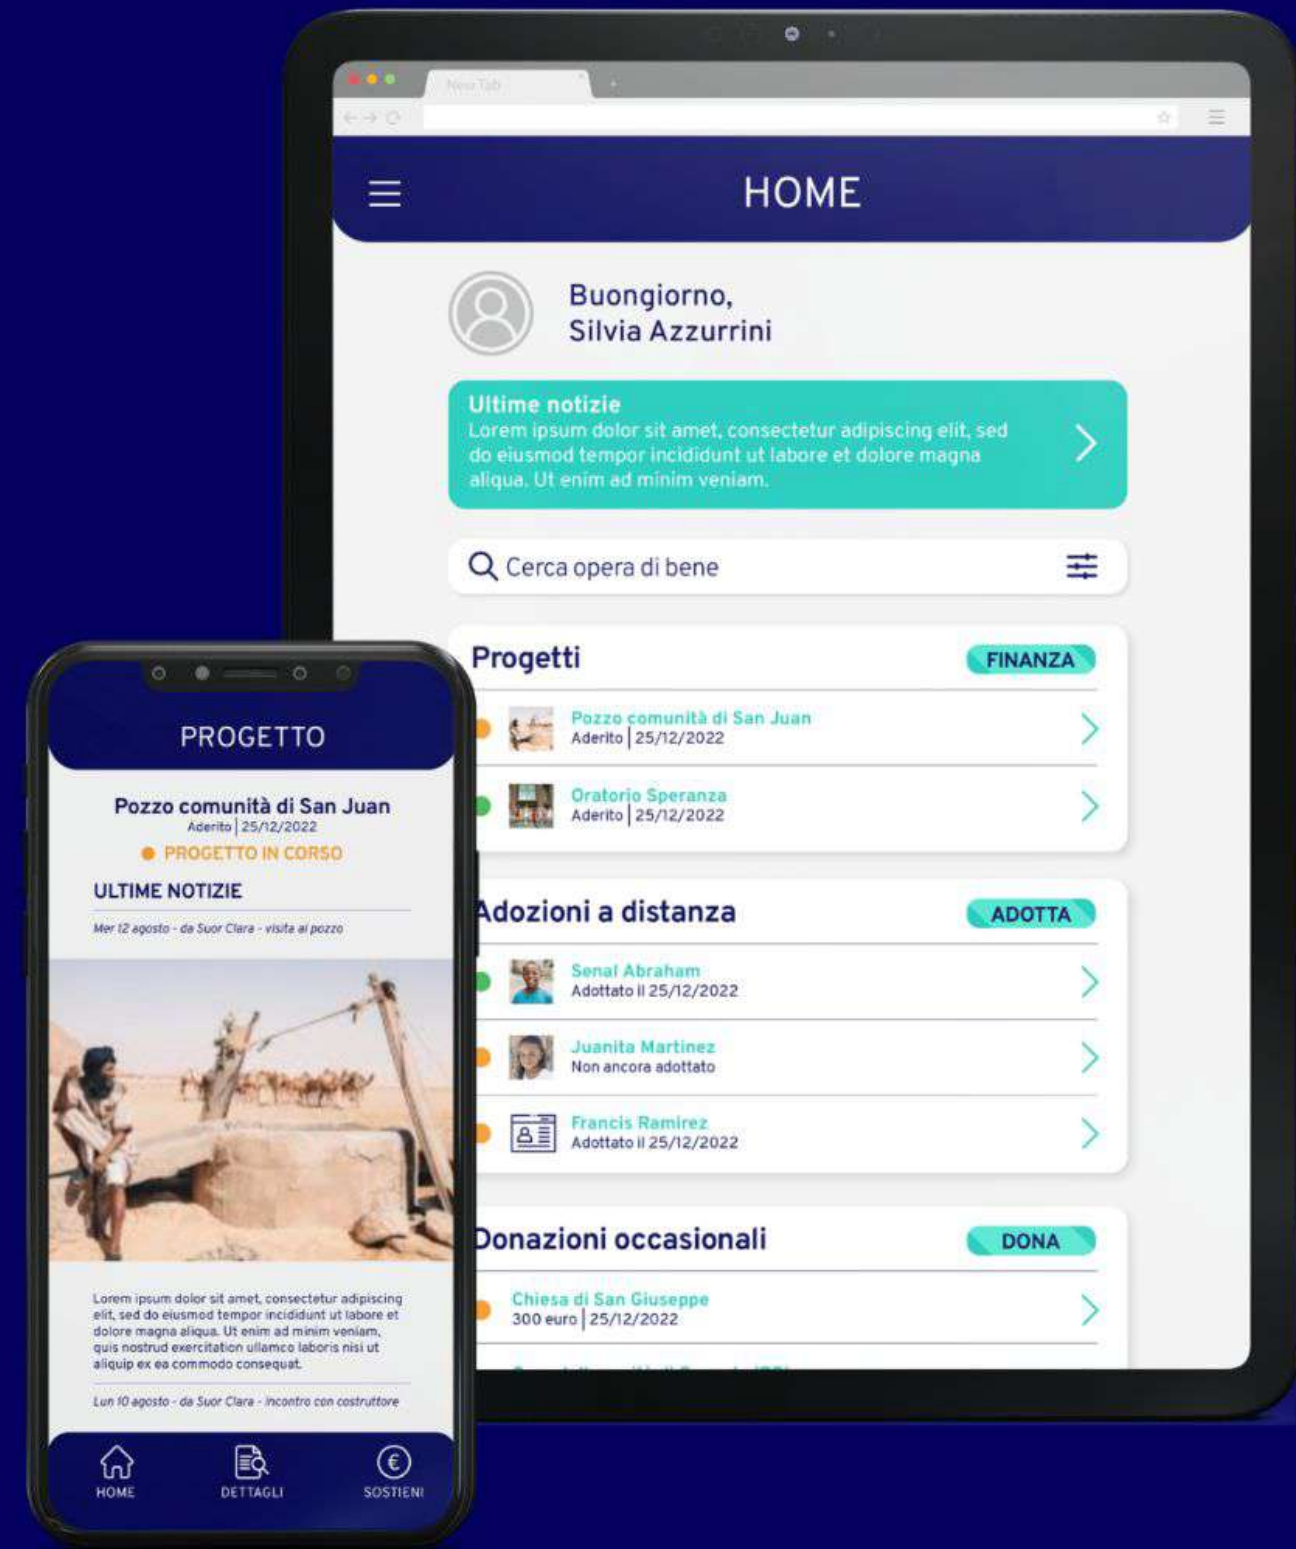 New Tab
HOME
Buongiorno,
Silvia Azzurrini
Ultime notizie
Lorem ipsum dolor sit amet, consectetur adipiscing elit, sed
do eiusmod tempor incididunt ut labore et dolore magna
aliqua. Ut enim ad minim veniam.
Cerca opera di bene
Progetti
FINANZA
Pozzo comunità di San Juan
Aderito | 25/12/2022
Oratorio Speranza
Aderito | 25/12/2022
Adozioni a distanza
ADOTTA
Senal Abraham
Adottato il 25/12/2022
Juanita Martinez
Non ancora adottato
Francis Ramirez
Adottato il 25/12/2022
Donazioni occasionali
DONA
Chiesa di San Giuseppe
300 euro | 25/12/2022
PROGETTO
Pozzo comunità di San Juan
Aderito | 25/12/2022
PROGETTO IN CORSO
ULTIME NOTIZIE
Mer 12 agosto - da Suor Clara - visita al pozzo
Lorem ipsum dolor sit amet, consectetur adipiscing
elit, sed do eiusmod tempor incididunt ut labore et
dolore magna aliqua. Ut enim ad minim veniam,
quis nostrud exercitation ullamco laboris nisi ut
aliquip ex ea commodo consequat.
Lun 10 agosto - da Suor Clara - incontro con costruttore
HOME
DETTAGLI
€
SOSTIENI